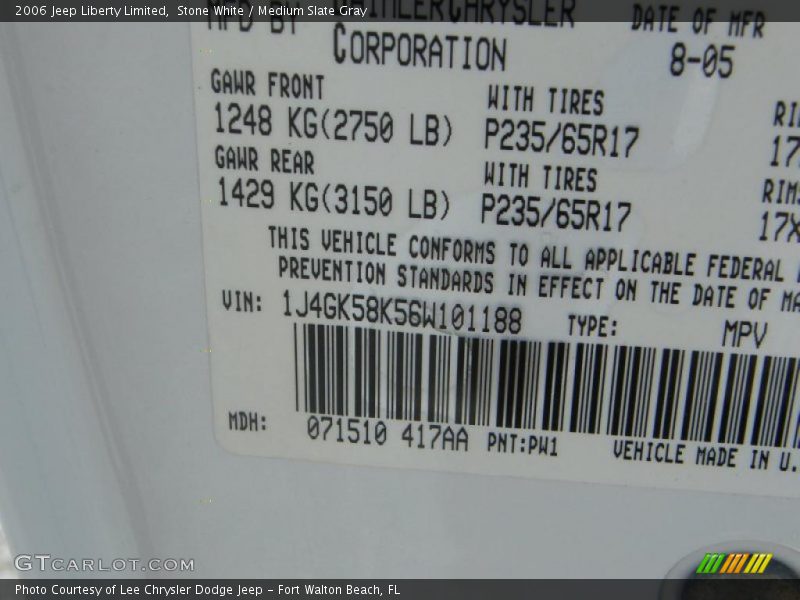 2006 Jeep Liberty Limited, Stone White / Medium Slate Gray
MFD BY DAIMLERCHRYSLER DATE OF MFR
CORPORATION 8-05
GAWR FRONT WITH TIRES
1248 KG(2750 LB) P235/65R17
GAWR REAR WITH TIRES
1429 KG(3150 LB) P235/65R17
THIS VEHICLE CONFORMS TO ALL APPLICABLE FEDERAL
PREVENTION STANDARDS IN EFFECT ON THE DATE OF
VIN: 1J4GK58K56W101188 TYPE: MPV
MDH: 071510 417AA PNT:PW1 VEHICLE MADE IN U.
GTCARLOT.COM
Photo Courtesy of Lee Chrysler Dodge Jeep - Fort Walton Beach, FL